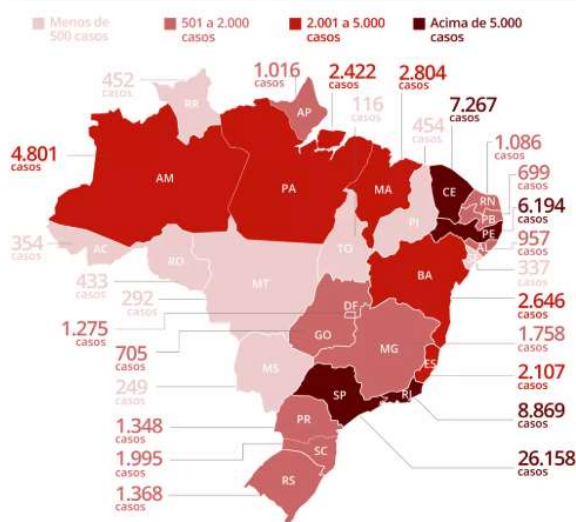 Menos de
500 casos
501 a 2.000
casos
2.001 a 5.000
casos
Acima de 5.000
casos
452
casos
1.016
casos
2.422
casos
116
casos
2.804
casos
454
casos
7.267
casos
1.086
casos
699
casos
6.194
casos
957
casos
337
casos
2.646
casos
1.758
casos
2.107
casos
8.869
casos
26.158
casos
4.801
casos
354
casos
433
casos
292
casos
1.275
casos
705
casos
249
casos
1.348
casos
1.995
casos
1.368
casos
RR
AP
AM
PA
MA
CE
RN
PB
PE
AL
SE
PI
AC
RO
TO
MT
BA
DF
GO
MG
ES
MS
SP
RJ
PR
SC
RS